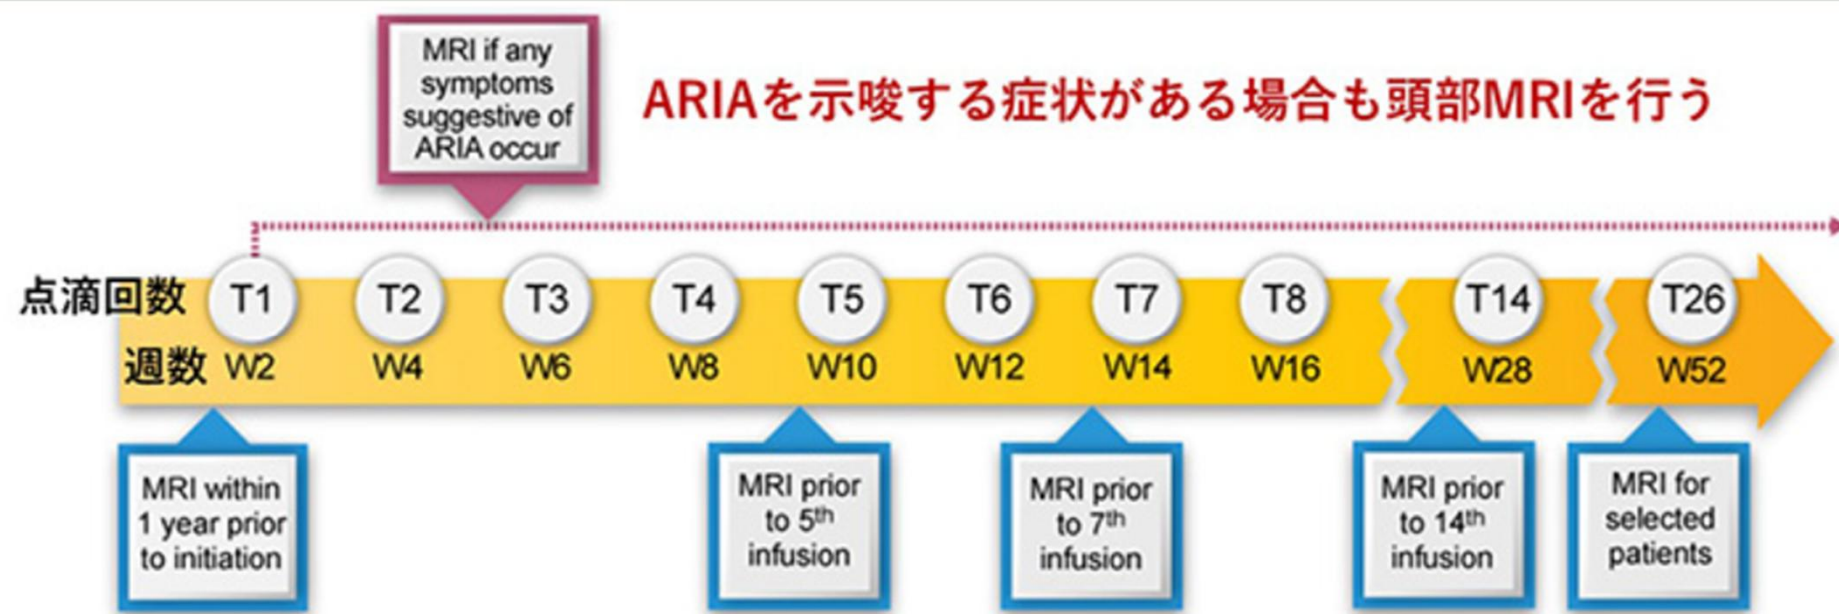 MRI if any
symptoms
suggestive of
ARIA occur
ARIAを示唆する症状がある場合も頭部MRIを行う
点滴回数 T1 T2 T3 T4 T5 T6 T7 T8 T14 T26
週数 W2 W4 W6 W8 W10 W12 W14 W16 W28 W52
MRI within
1 year prior
to initiation
MRI prior
to 5th
infusion
MRI prior
to 7th
infusion
MRI prior
to 14th
infusion
MRI for
selected
patients